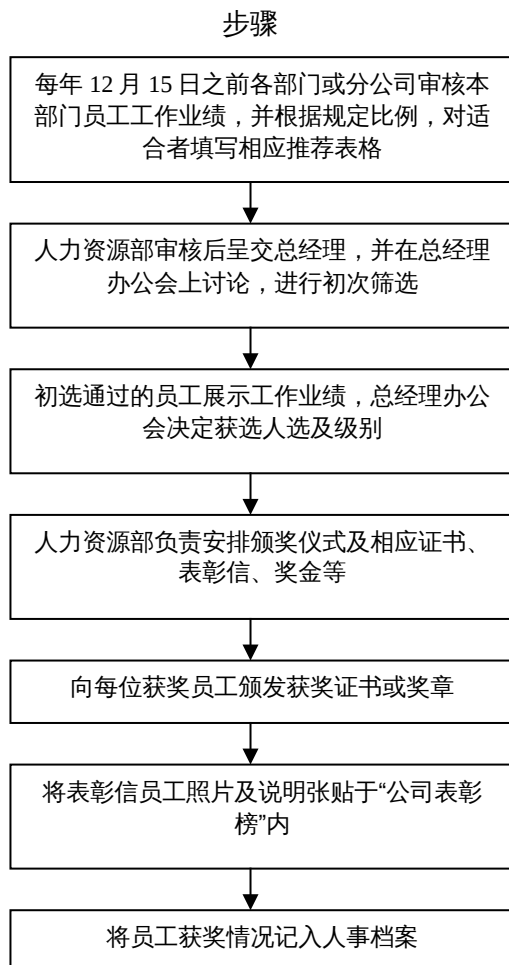 步骤
每年 12 月 15 日之前各部门或分公司审核本
部门员工工作业绩，并根据规定比例，对适
合者填写相应推荐表格
人力资源部审核后呈交总经理，并在总经理
办公会上讨论，进行初次筛选
初选通过的员工展示工作业绩，总经理办公
会决定获选人选及级别
人力资源部负责安排颁奖仪式及相应证书、
表彰信、奖金等
向每位获奖员工颁发获奖证书或奖章
将表彰信员工照片及说明张贴于“公司表彰
榜”内
将员工获奖情况记入人事档案